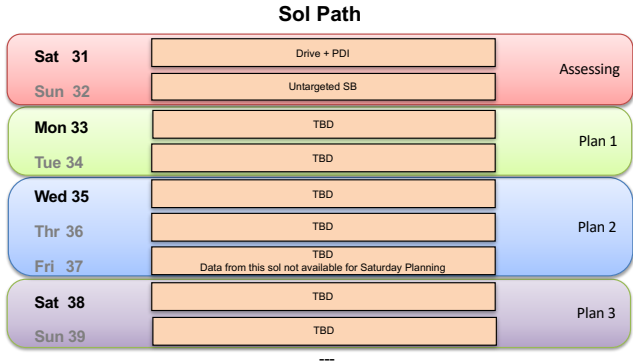 Sol Path
Sat 31 Drive + PDI Assessing
Sun 32 Untargeted SB
Mon 33 TBD Plan 1
Tue 34 TBD
Wed 35 TBD Plan 2
Thr 36 TBD
Fri 37 TBD
Data from this sol not available for Saturday Planning
Sat 38 TBD Plan 3
Sun 39 TBD
---